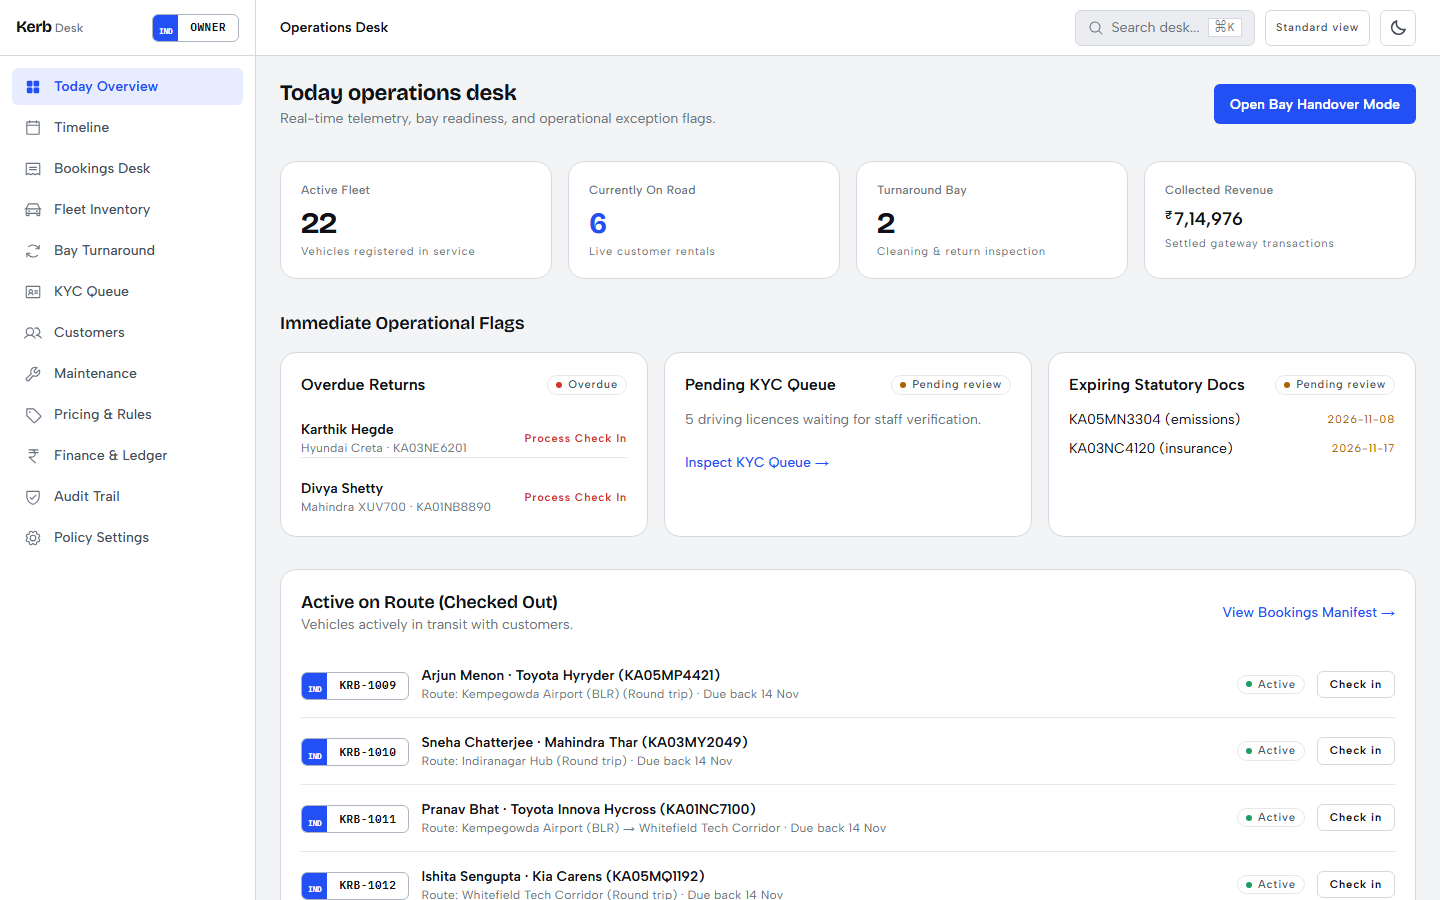 Kerb Desk
IND OWNER
Operations Desk
Search desk... ⌘K
Standard view
Today Overview
Timeline
Bookings Desk
Fleet Inventory
Bay Turnaround
KYC Queue
Customers
Maintenance
Pricing & Rules
Finance & Ledger
Audit Trail
Policy Settings
Today operations desk
Real-time telemetry, bay readiness, and operational exception flags.
Open Bay Handover Mode
Active Fleet
22
Vehicles registered in service
Currently On Road
6
Live customer rentals
Turnaround Bay
2
Cleaning & return inspection
Collected Revenue
₹7,14,976
Settled gateway transactions
Immediate Operational Flags
Overdue Returns
Overdue
Karthik Hegde
Hyundai Creta · KA03NE6201
Process Check In
Divya Shetty
Mahindra XUV700 · KA01NB8890
Process Check In
Pending KYC Queue
Pending review
5 driving licences waiting for staff verification.
Inspect KYC Queue →
Expiring Statutory Docs
Pending review
KA05MN3304 (emissions)
2026-11-08
KA03NC4120 (insurance)
2026-11-17
Active on Route (Checked Out)
Vehicles actively in transit with customers.
View Bookings Manifest →
IND KRB-1009
Arjun Menon · Toyota Hyryder (KA05MP4421)
Route: Kempegowda Airport (BLR) (Round trip) · Due back 14 Nov
Active
Check in
IND KRB-1010
Sneha Chatterjee · Mahindra Thar (KA03MY2049)
Route: Indiranagar Hub (Round trip) · Due back 14 Nov
Active
Check in
IND KRB-1011
Pranav Bhat · Toyota Innova Hycross (KA01NC7100)
Route: Kempegowda Airport (BLR) → Whitefield Tech Corridor · Due back 14 Nov
Active
Check in
IND KRB-1012
Ishita Sengupta · Kia Carens (KA05MQ1192)
Route: Whitefield Tech Corridor (Round trip) · Due back 14 Nov
Active
Check in